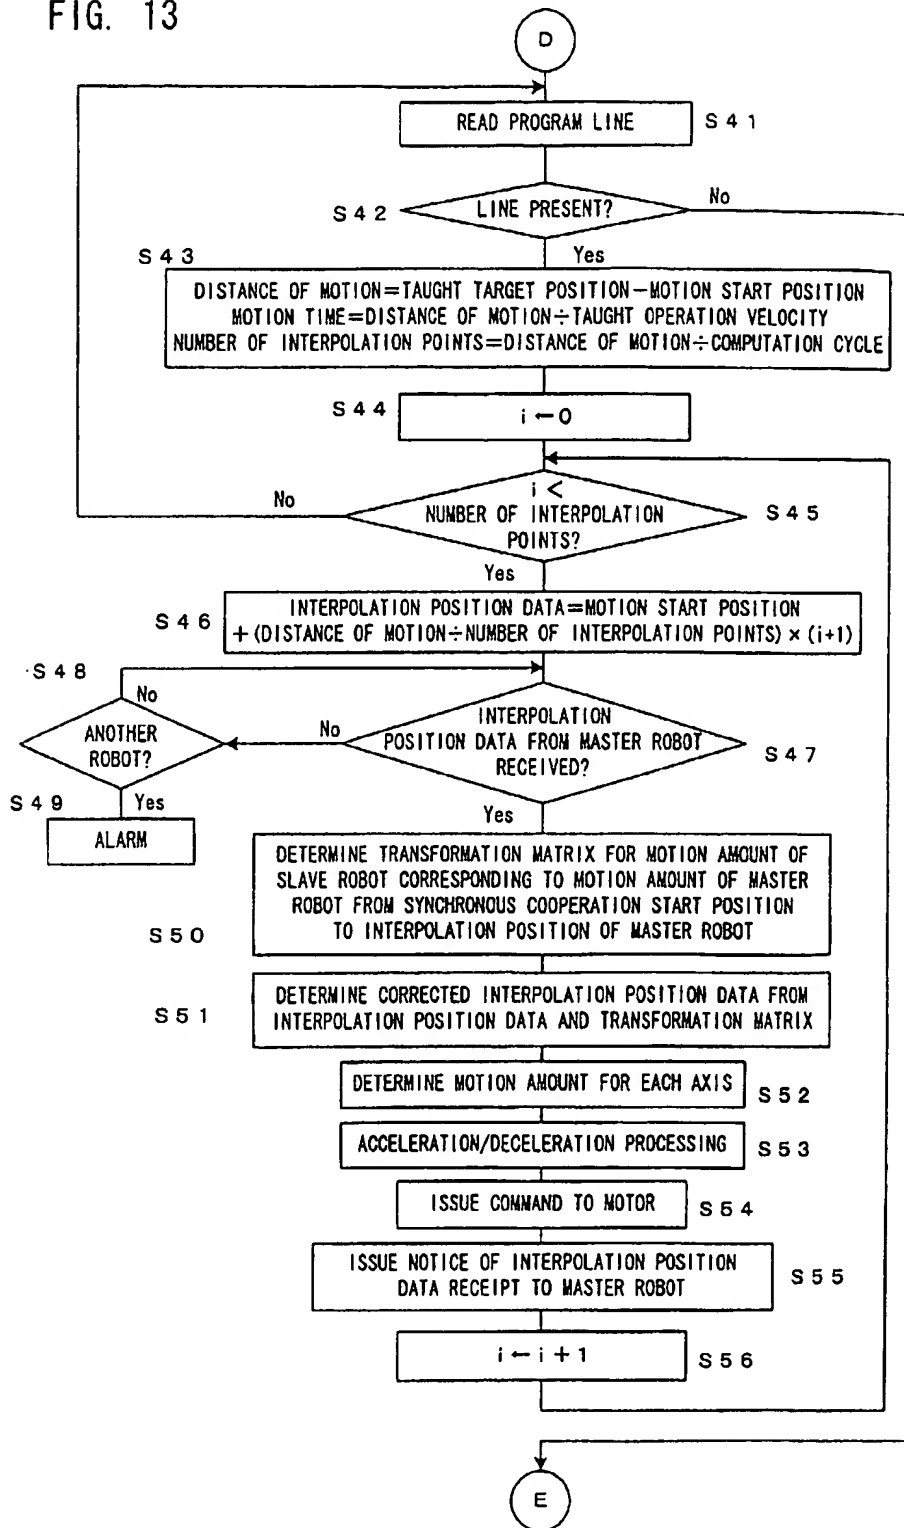 FIG. 13
D
READ PROGRAM LINE
S41
S42
LINE PRESENT?
No
Yes
S43
DISTANCE OF MOTION=TAUGHT TARGET POSITION−MOTION START POSITION
MOTION TIME=DISTANCE OF MOTION÷TAUGHT OPERATION VELOCITY
NUMBER OF INTERPOLATION POINTS=DISTANCE OF MOTION÷COMPUTATION CYCLE
S44
i←0
No
i<
NUMBER OF INTERPOLATION
POINTS?
S45
Yes
S46
INTERPOLATION POSITION DATA=MOTION START POSITION
+(DISTANCE OF MOTION÷NUMBER OF INTERPOLATION POINTS)×(i+1)
S48
No
ANOTHER
ROBOT?
No
INTERPOLATION
POSITION DATA FROM MASTER ROBOT
RECEIVED?
S47
S49
Yes
ALARM
Yes
DETERMINE TRANSFORMATION MATRIX FOR MOTION AMOUNT OF
SLAVE ROBOT CORRESPONDING TO MOTION AMOUNT OF MASTER
ROBOT FROM SYNCHRONOUS COOPERATION START POSITION
TO INTERPOLATION POSITION OF MASTER ROBOT
S50
DETERMINE CORRECTED INTERPOLATION POSITION DATA FROM
INTERPOLATION POSITION DATA AND TRANSFORMATION MATRIX
S51
DETERMINE MOTION AMOUNT FOR EACH AXIS
S52
ACCELERATION/DECELERATION PROCESSING
S53
ISSUE COMMAND TO MOTOR
S54
ISSUE NOTICE OF INTERPOLATION POSITION
DATA RECEIPT TO MASTER ROBOT
S55
i←i+1
S56
E